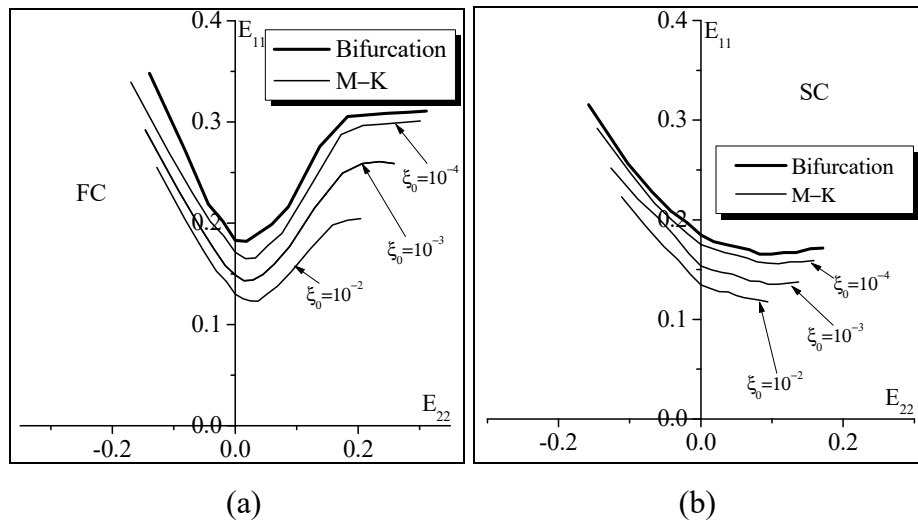 0.4
E₁₁
Bifurcation
M–K
0.3
FC
ξ₀=10⁻⁴
0.2
ξ₀=10⁻³
ξ₀=10⁻²
0.1
0.0
E₂₂
-0.2
0.0
0.2
(a)
0.4
E₁₁
SC
0.3
Bifurcation
M–K
0.2
ξ₀=10⁻⁴
0.1
ξ₀=10⁻³
ξ₀=10⁻²
0.0
E₂₂
-0.2
0.0
0.2
(b)